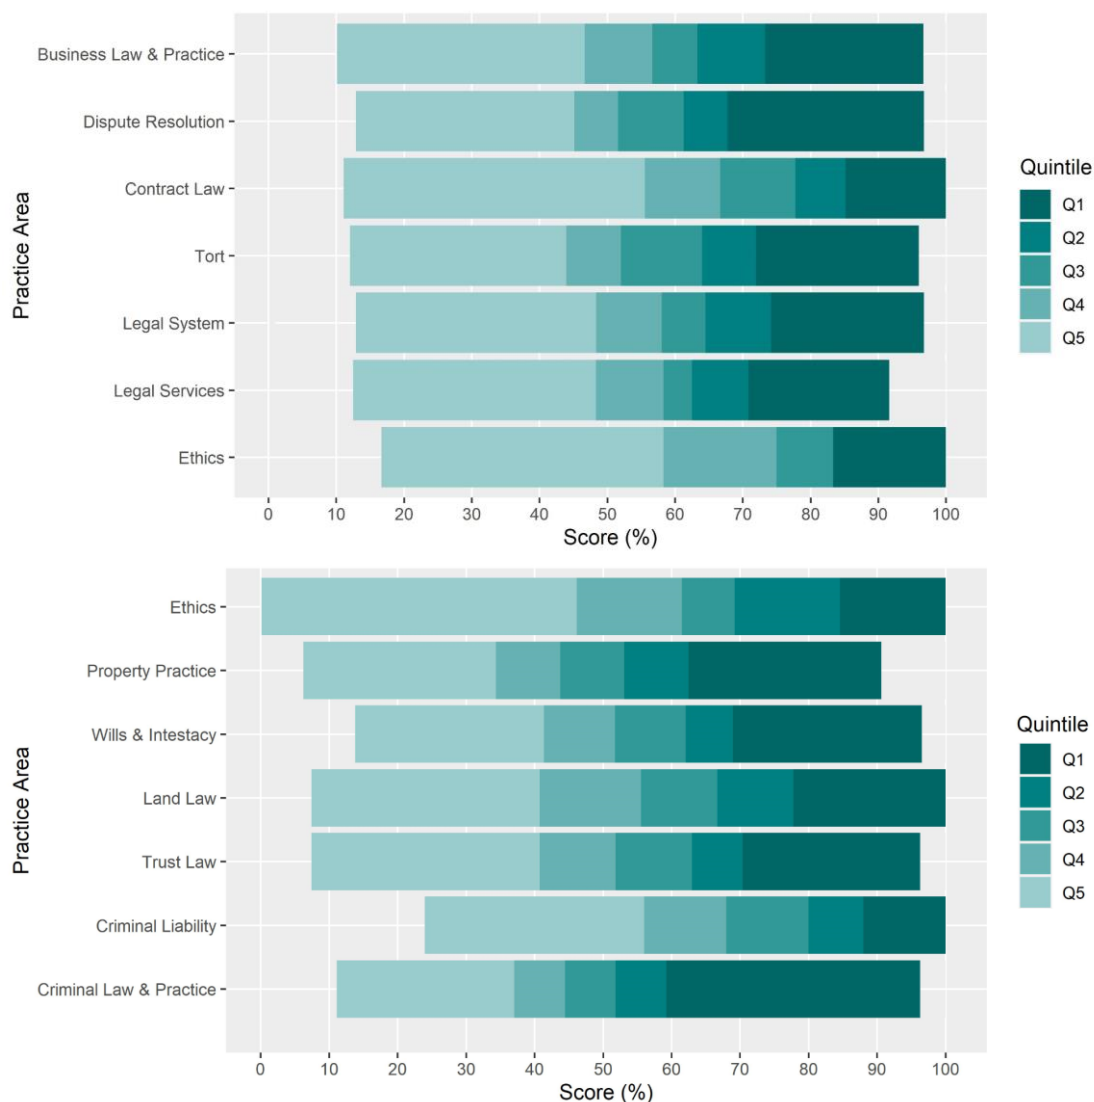 Business Law & Practice
Dispute Resolution
Contract Law
Tort
Legal System
Legal Services
Ethics
Practice Area
0 10 20 30 40 50 60 70 80 90 100
Score (%)
Quintile
Q1
Q2
Q3
Q4
Q5
Ethics
Property Practice
Wills & Intestacy
Land Law
Trust Law
Criminal Liability
Criminal Law & Practice
Practice Area
0 10 20 30 40 50 60 70 80 90 100
Score (%)
Quintile
Q1
Q2
Q3
Q4
Q5